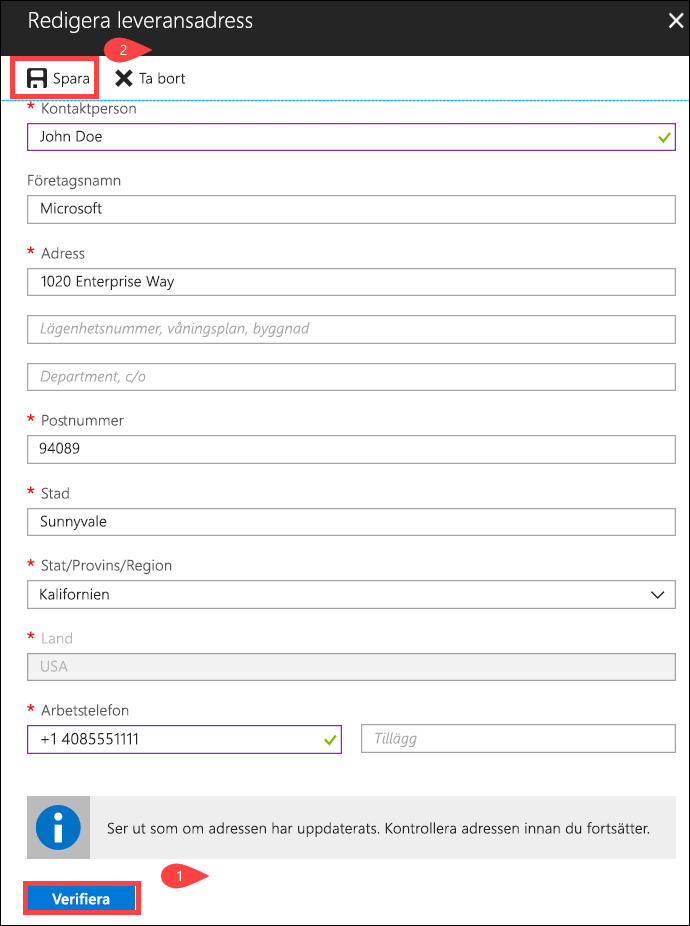 Redigera leveransadress
2
Spara Ta bort
* Kontaktperson
John Doe
Företagsnamn
Microsoft
* Adress
1020 Enterprise Way
Lägenhetsnummer, våningsplan, byggnad
Department, c/o
* Postnummer
94089
* Stad
Sunnyvale
* Stat/Provins/Region
Kalifornien
* Land
USA
* Arbetstelefon
+1 4085551111 Tillägg
Ser ut som om adressen har uppdaterats. Kontrollera adressen innan du fortsätter.
1
Verifiera